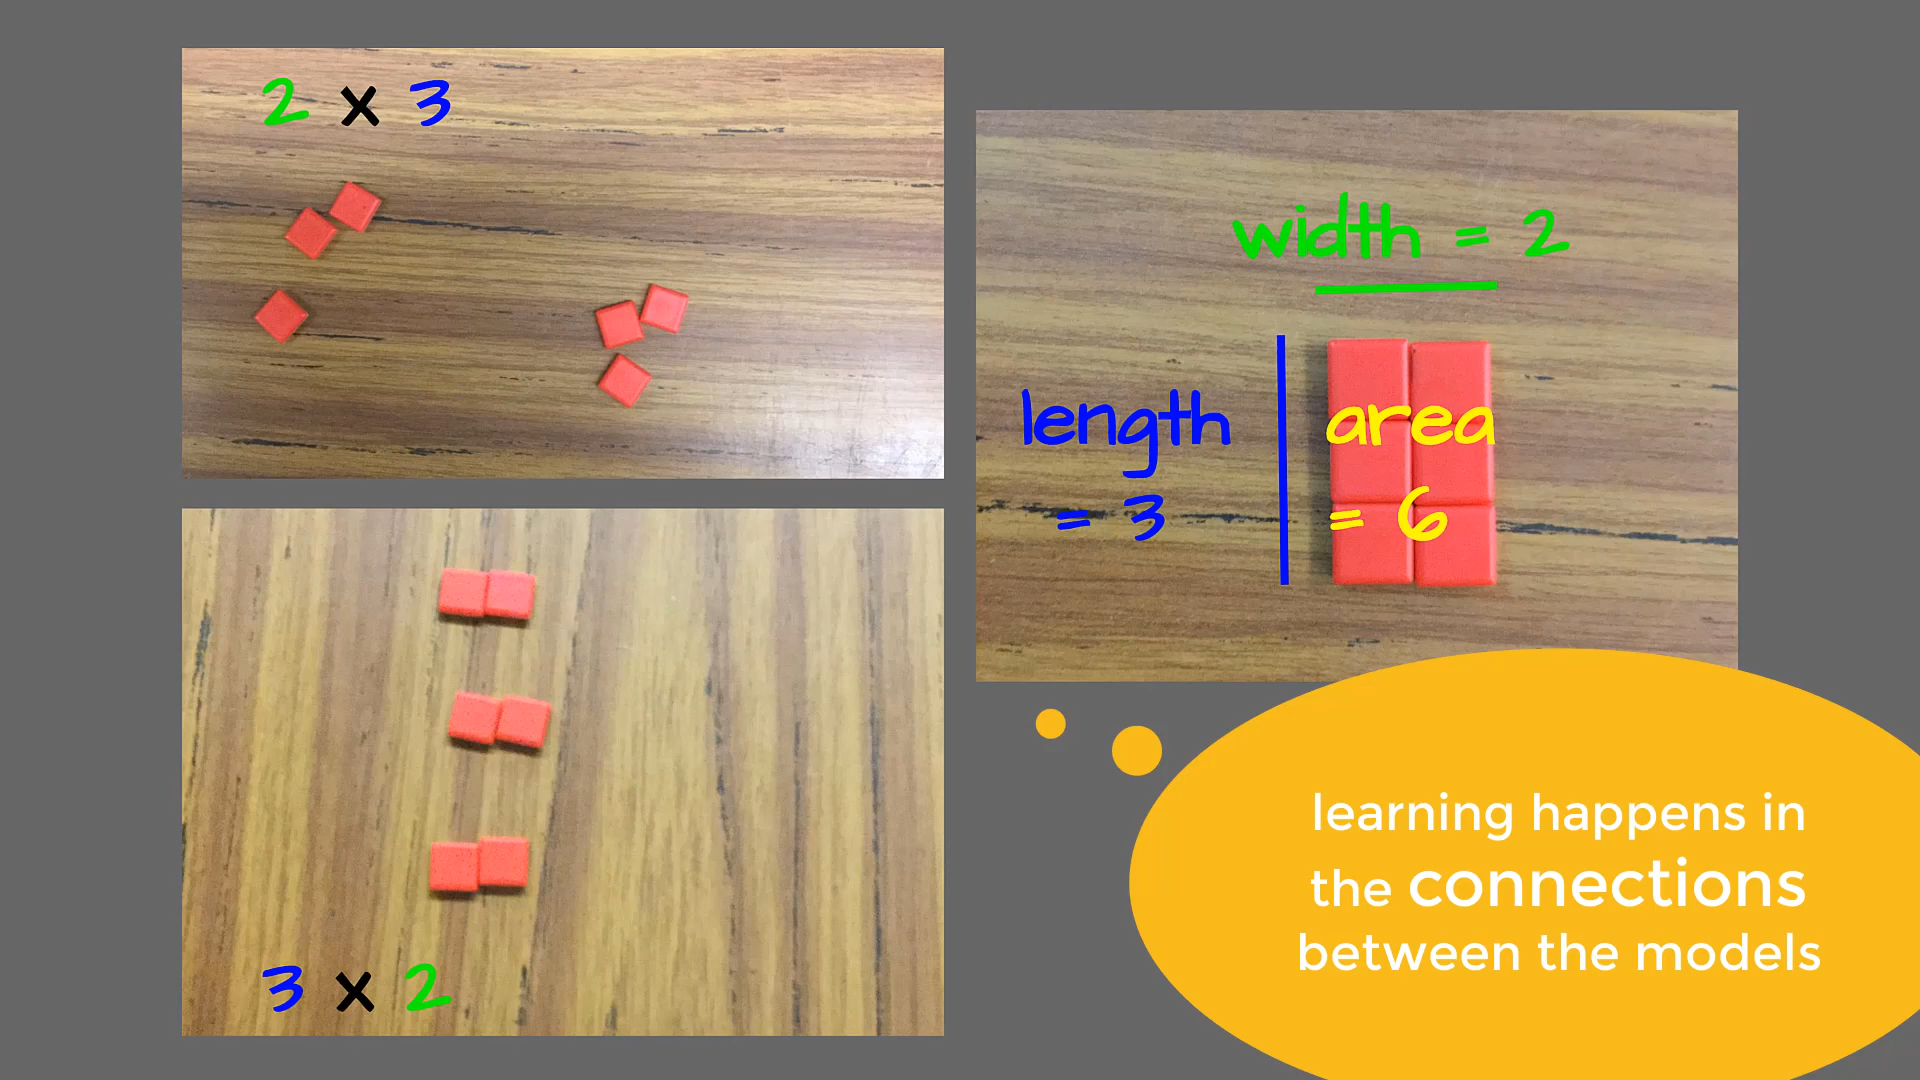 2 x 3
width = 2
length
= 3
area
= 6
3 x 2
learning happens in
the connections
between the models